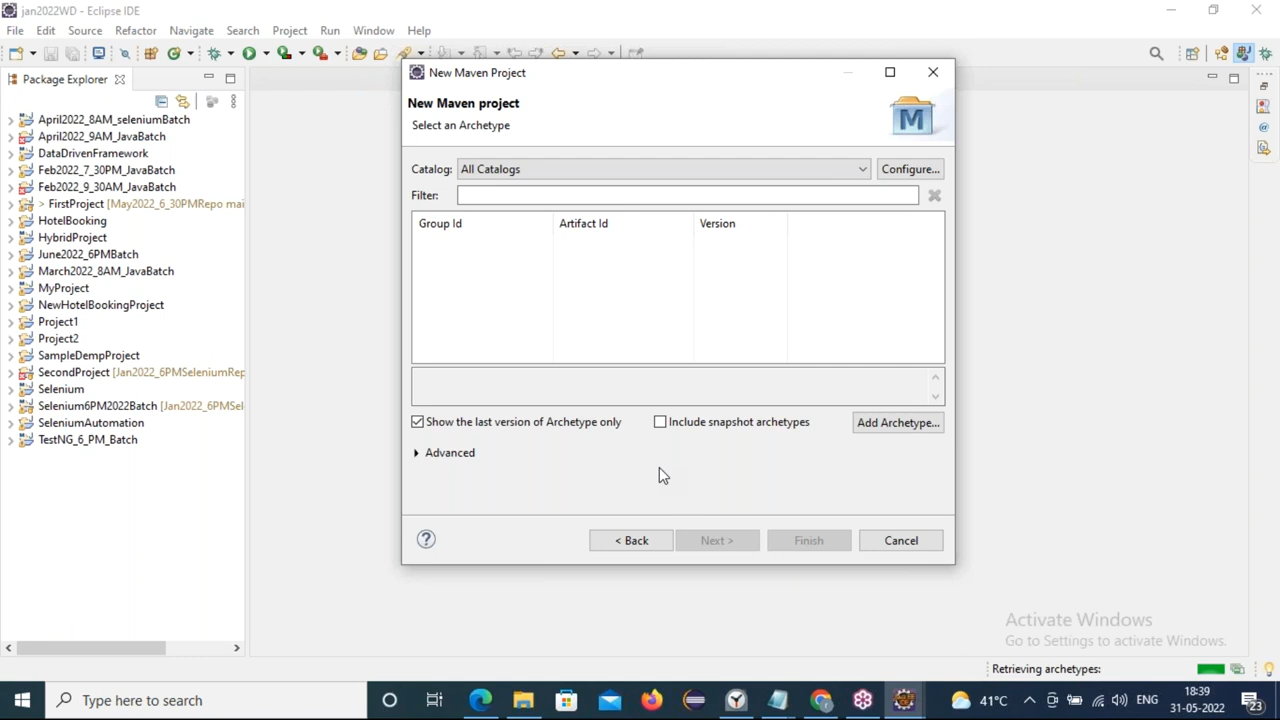 jan2022WD - Eclipse IDE
File Edit Source Refactor Navigate Search Project Run Window Help
Package Explorer
April2022_8AM_seleniumBatch
April2022_9AM_JavaBatch
DataDrivenFramework
Feb2022_7_30PM_JavaBatch
Feb2022_9_30AM_JavaBatch
> FirstProject [May2022_6_30PMRepo mai
HotelBooking
HybridProject
June2022_6PMBatch
March2022_8AM_JavaBatch
MyProject
NewHotelBookingProject
Project1
Project2
SampleDempProject
SecondProject [Jan2022_6PMSeleniumRep
Selenium
Selenium6PM2022Batch [Jan2022_6PMSel
SeleniumAutomation
TestNG_6_PM_Batch
New Maven Project
New Maven project
Select an Archetype
M
Catalog: All Catalogs Configure...
Filter:
Group Id Artifact Id Version
Show the last version of Archetype only Include snapshot archetypes Add Archetype...
Advanced
? < Back Next > Finish Cancel
Activate Windows
Go to Settings to activate Windows.
Retrieving archetypes:
Type here to search
41°C ENG 18:39
31-05-2022 23